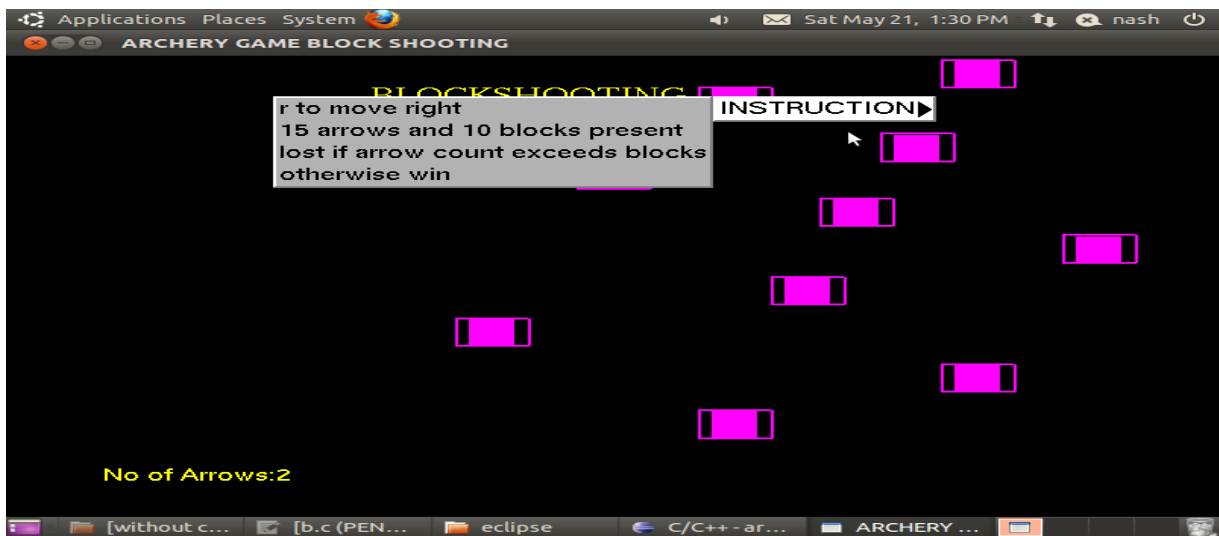 Applications Places System Sat May 21, 1:30 PM nash
ARCHERY GAME BLOCK SHOOTING
BLOCKSHOOTING
r to move right
INSTRUCTION
15 arrows and 10 blocks present
lost if arrow count exceeds blocks
otherwise win
No of Arrows:2
[without c... [b.c (PEN... eclipse C/C++ - ar... ARCHERY ...